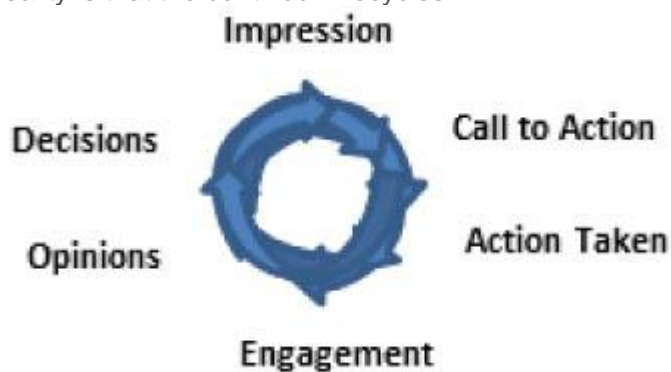 Impression
Call to Action
Action Taken
Engagement
Opinions
Decisions